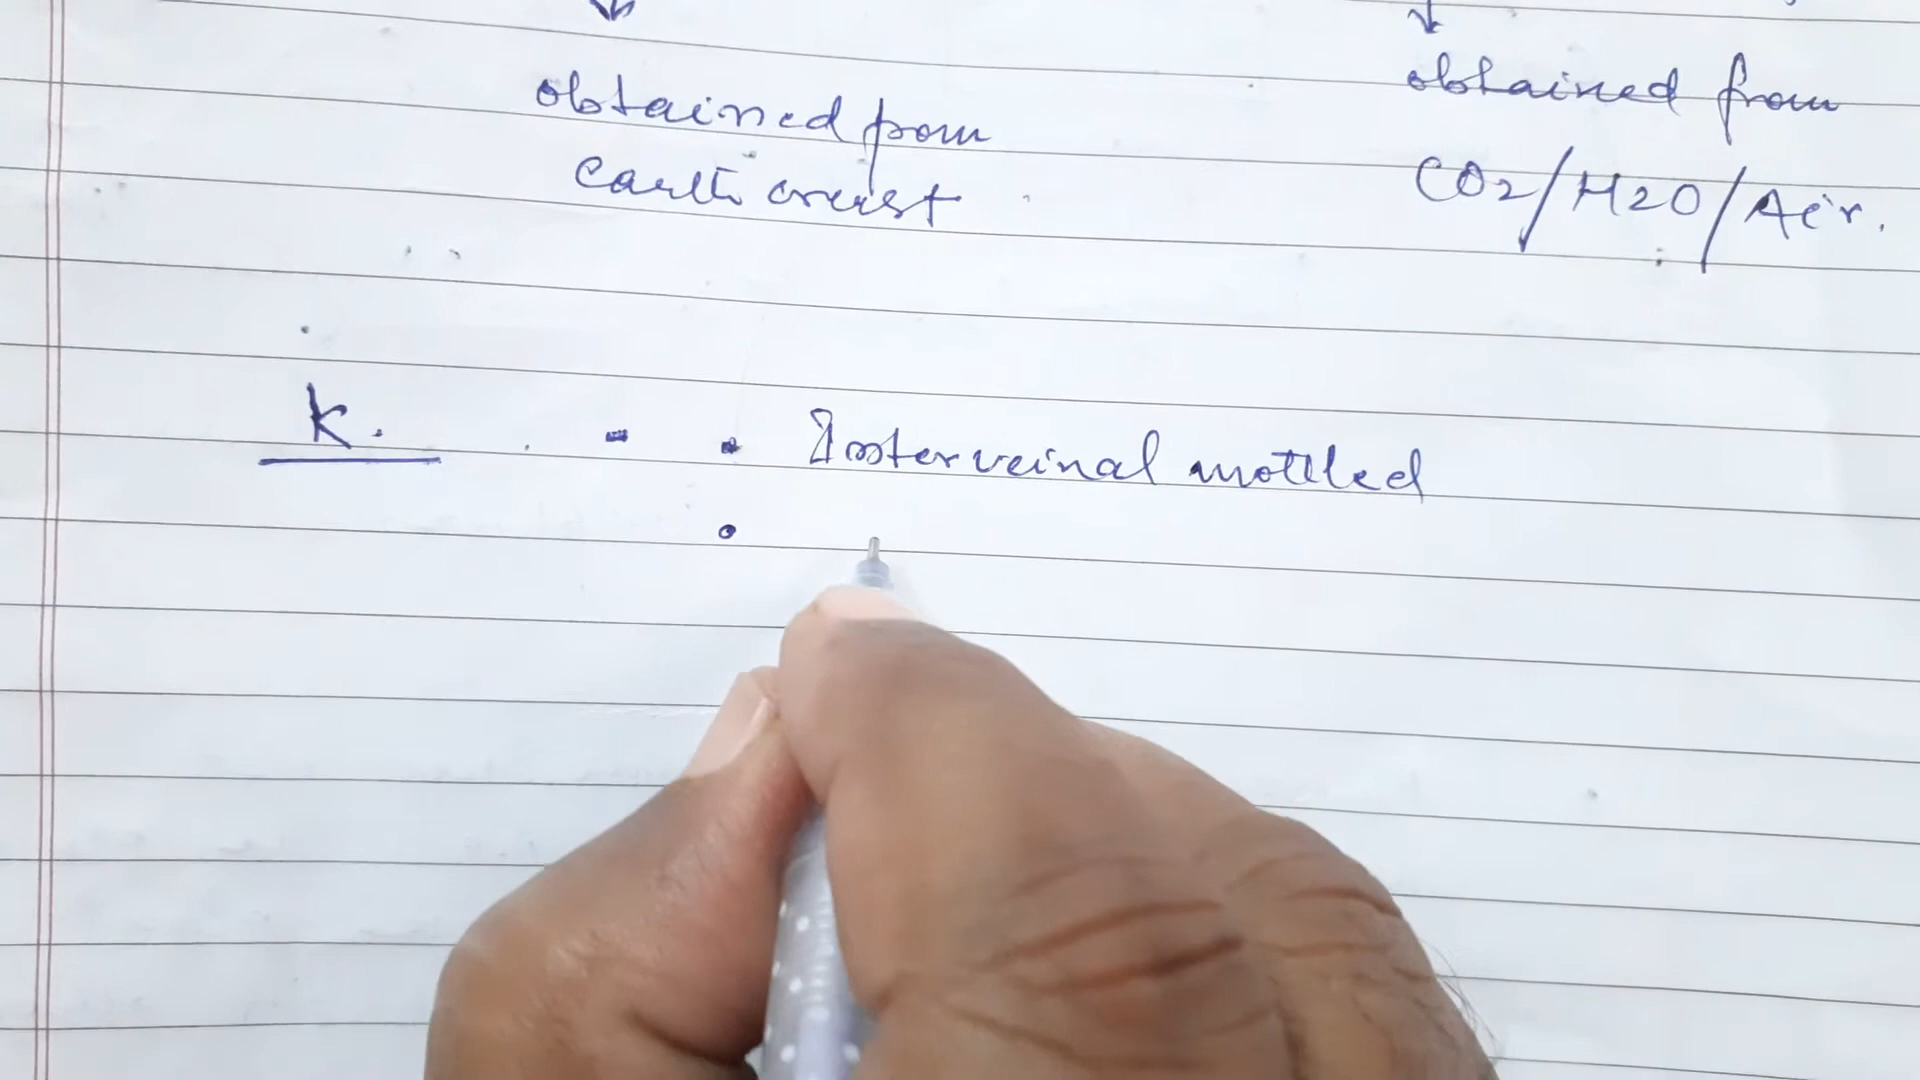 obtained from
earth crust
obtained from
CO2/H2O/Air.
K. - • Interveinal mottled
•